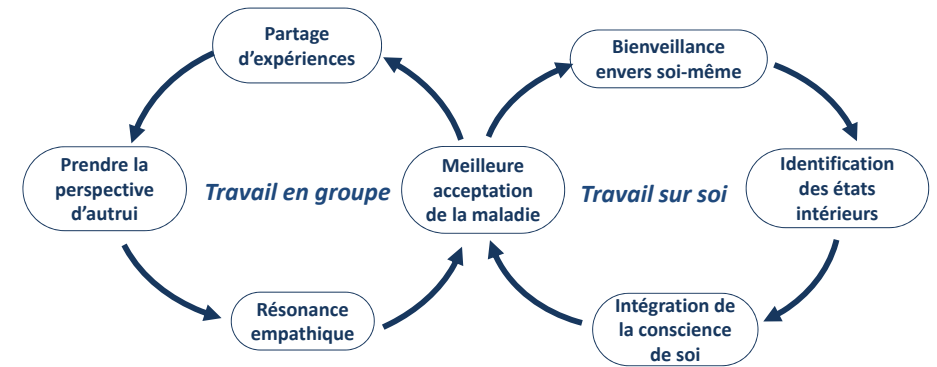 Partage
d’expériences
Bienveillance
envers soi-même
Prendre la
perspective
d’autrui
Travail en groupe
Meilleure
acceptation
de la maladie
Travail sur soi
Identification
des états
intérieurs
Résonance
empathique
Intégration de
la conscience
de soi